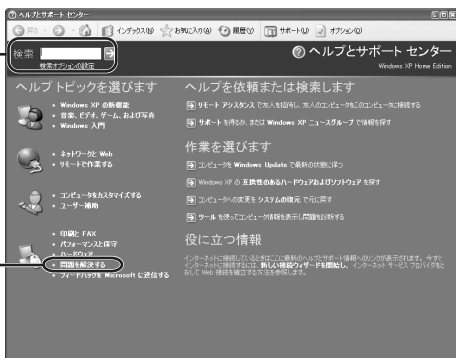 ヘルプとサポート センター
戻る
インデックス(X)
お気に入り(A)
履歴(Y)
サポート(U)
オプション(O)
検索
検索オプションの設定
ヘルプとサポート センター
Windows XP Home Edition
ヘルプ トピックを選びます
Windows XP の新機能
音楽、ビデオ、ゲーム、および写真
Windows 入門
ネットワークと Web
リモートで作業する
コンピュータをカスタマイズする
ユーザー補助
印刷と FAX
パフォーマンスと保守
ハードウェア
問題を解決する
フィードバックを Microsoft に送信する
ヘルプを依頼または検索します
リモート アシスタンス で友人を招待し、友人のコンピュータをこのコンピュータに接続する
サポート を得るか、または Windows XP ニュースグループ で情報を探す
作業を選びます
コンピュータを Windows Update で最新の状態に保つ
Windows XP の 互換性のあるハードウェアおよびソフトウェア を探す
コンピュータへの変更を システムの復元 で元に戻す
ツール を使ってコンピュータ情報を表示し問題を診断する
役に立つ情報
インターネットに接続しているときはここに最新のヘルプとサポート情報へのリンクが表示されます。今すぐ
インターネットに接続するには、新しい接続ウィザードを開始し、インターネット サービス プロバイダをと
おして Web 接続を確立する方法を参照します。